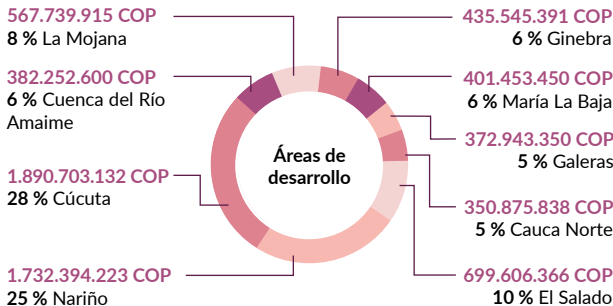 567.739.915 COP
8 % La Mojana
382.252.600 COP
6 % Cuenca del Río
Amaime
1.890.703.132 COP
28 % Cúcuta
1.732.394.223 COP
25 % Nariño
Áreas de
desarrollo
435.545.391 COP
6 % Ginebra
401.453.450 COP
6 % María La Baja
372.943.350 COP
5 % Galeras
350.875.838 COP
5 % Cauca Norte
699.606.366 COP
10 % El Salado